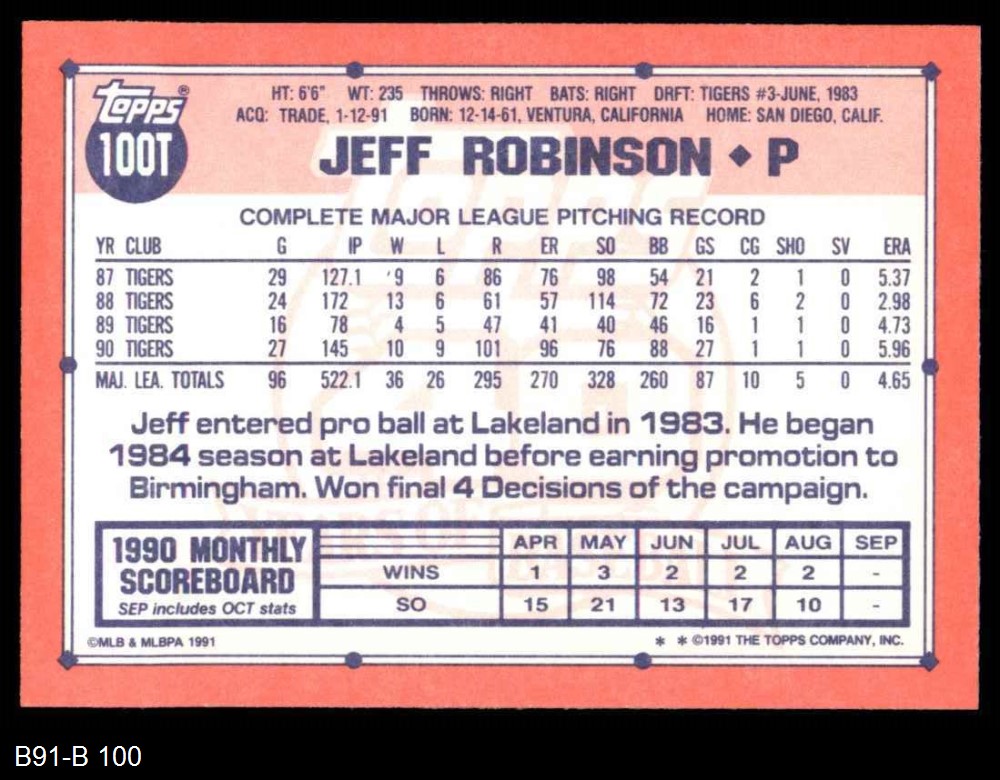 topps®
100T
HT: 6'6" WT: 235 THROWS: RIGHT BATS: RIGHT DRFT: TIGERS #3-JUNE, 1983
ACQ: TRADE, 1-12-91 BORN: 12-14-61, VENTURA, CALIFORNIA HOME: SAN DIEGO, CALIF.
JEFF ROBINSON ◆ P
COMPLETE MAJOR LEAGUE PITCHING RECORD
YR CLUB G IP W L R ER SO BB GS CG SHO SV ERA
87 TIGERS 29 127.1 9 6 86 76 98 54 21 2 1 0 5.37
88 TIGERS 24 172 13 6 61 57 114 72 23 6 2 0 2.98
89 TIGERS 16 78 4 5 47 41 40 46 16 1 1 0 4.73
90 TIGERS 27 145 10 9 101 96 76 88 27 1 1 0 5.96
MAJ. LEA. TOTALS 96 522.1 36 26 295 270 328 260 87 10 5 0 4.65
Jeff entered pro ball at Lakeland in 1983. He began
1984 season at Lakeland before earning promotion to
Birmingham. Won final 4 Decisions of the campaign.
1990 MONTHLY
SCOREBOARD
SEP includes OCT stats
APR MAY JUN JUL AUG SEP
WINS 1 3 2 2 2 -
SO 15 21 13 17 10 -
©MLB & MLBPA 1991
* * ©1991 THE TOPPS COMPANY, INC.
B91-B 100